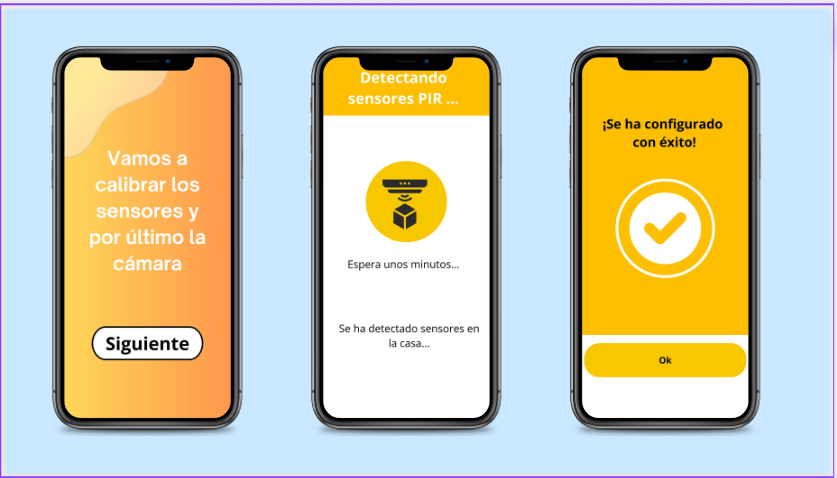 Vamos a
calibrar los
sensores y
por último la
cámara
Siguiente
Detectando
sensores PIR ...
Espera unos minutos...
Se ha detectado sensores en
la casa...
¡Se ha configurado
con éxito!
Ok